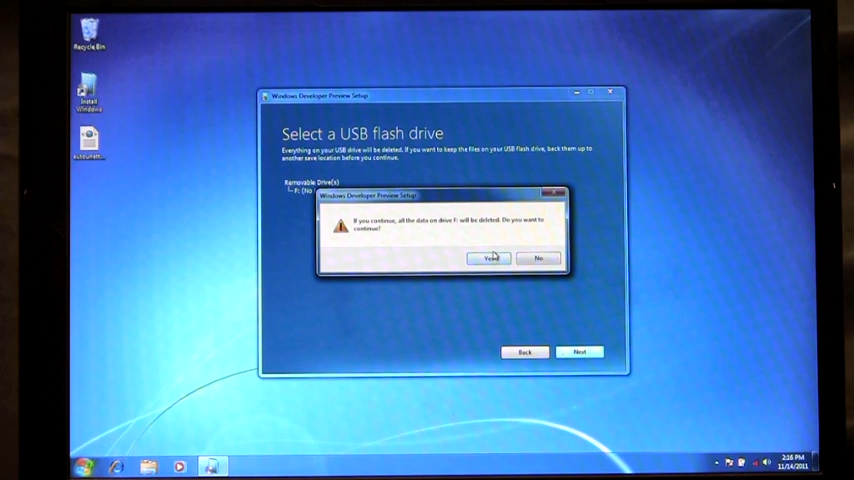 Recycle Bin
Install
Windows
autoUnatt...
Windows Developer Preview Setup
Select a USB flash drive
Everything on your USB drive will be deleted. If you want to keep the files on your USB flash drive, back them up to
another save location before you continue.
Removable Drive(s)
F: (No
Windows Developer Preview Setup
If you continue, all the data on drive F: will be deleted. Do you want to
continue?
Yes
No
Back
Next
2:16 PM
11/14/2011